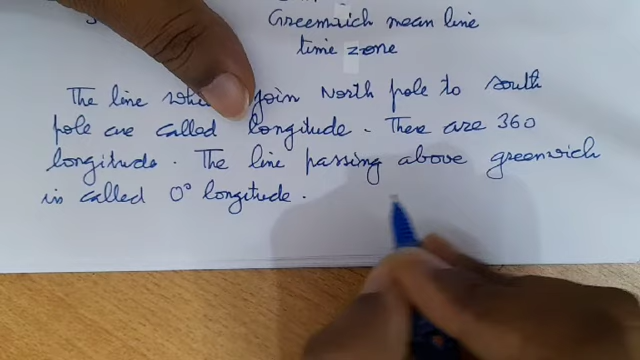 Greenwich mean line
time zone
The line whi join North pole to south
pole are called longitude. There are 360
longitude. The line passing above greenwich
is called 0° longitude.